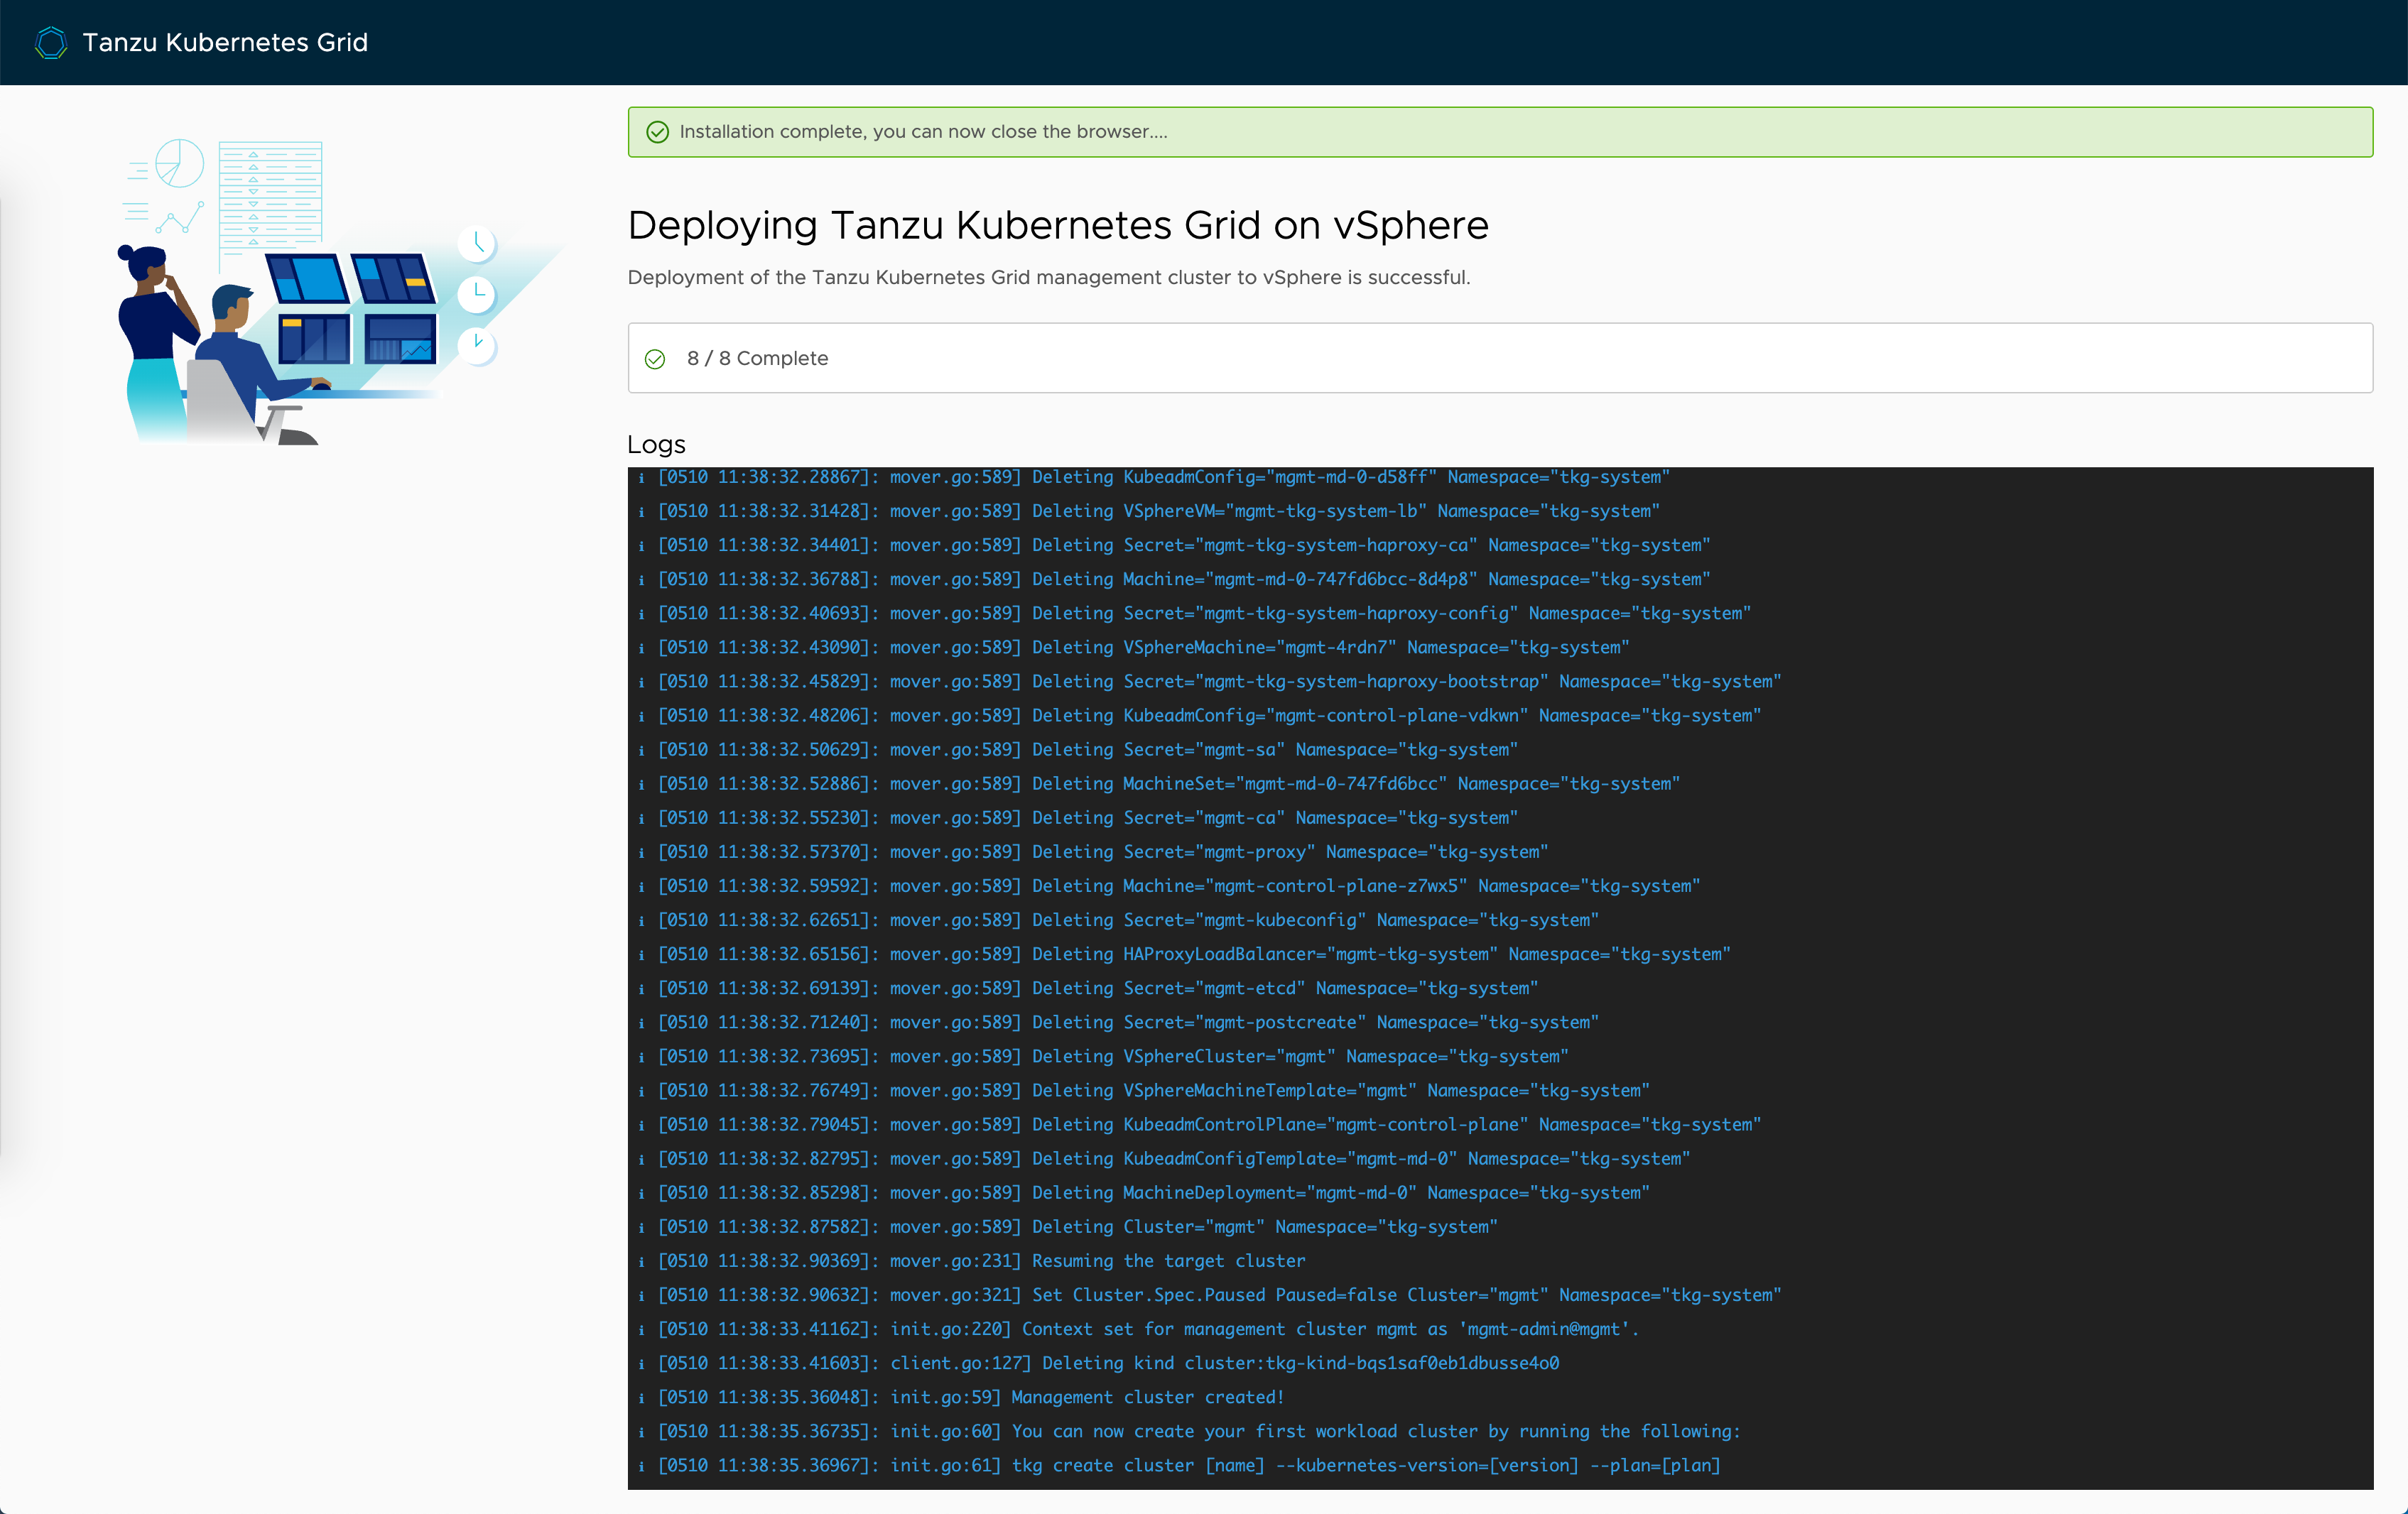 Tanzu Kubernetes Grid
Installation complete, you can now close the browser....
Deploying Tanzu Kubernetes Grid on vSphere
Deployment of the Tanzu Kubernetes Grid management cluster to vSphere is successful.
8 / 8 Complete
Logs
i [0510 11:38:32.28867]: mover.go:589] Deleting KubeadmConfig="mgmt-md-0-d58ff" Namespace="tkg-system"
i [0510 11:38:32.31428]: mover.go:589] Deleting VSphereVM="mgmt-tkg-system-lb" Namespace="tkg-system"
i [0510 11:38:32.34401]: mover.go:589] Deleting Secret="mgmt-tkg-system-haproxy-ca" Namespace="tkg-system"
i [0510 11:38:32.36788]: mover.go:589] Deleting Machine="mgmt-md-0-747fd6bcc-8d4p8" Namespace="tkg-system"
i [0510 11:38:32.40693]: mover.go:589] Deleting Secret="mgmt-tkg-system-haproxy-config" Namespace="tkg-system"
i [0510 11:38:32.43090]: mover.go:589] Deleting VSphereMachine="mgmt-4rdn7" Namespace="tkg-system"
i [0510 11:38:32.45829]: mover.go:589] Deleting Secret="mgmt-tkg-system-haproxy-bootstrap" Namespace="tkg-system"
i [0510 11:38:32.48206]: mover.go:589] Deleting KubeadmConfig="mgmt-control-plane-vdkwn" Namespace="tkg-system"
i [0510 11:38:32.50629]: mover.go:589] Deleting Secret="mgmt-sa" Namespace="tkg-system"
i [0510 11:38:32.52886]: mover.go:589] Deleting MachineSet="mgmt-md-0-747fd6bcc" Namespace="tkg-system"
i [0510 11:38:32.55230]: mover.go:589] Deleting Secret="mgmt-ca" Namespace="tkg-system"
i [0510 11:38:32.57370]: mover.go:589] Deleting Secret="mgmt-proxy" Namespace="tkg-system"
i [0510 11:38:32.59592]: mover.go:589] Deleting Machine="mgmt-control-plane-z7wx5" Namespace="tkg-system"
i [0510 11:38:32.62651]: mover.go:589] Deleting Secret="mgmt-kubeconfig" Namespace="tkg-system"
i [0510 11:38:32.65156]: mover.go:589] Deleting HAProxyLoadBalancer="mgmt-tkg-system" Namespace="tkg-system"
i [0510 11:38:32.69139]: mover.go:589] Deleting Secret="mgmt-etcd" Namespace="tkg-system"
i [0510 11:38:32.71240]: mover.go:589] Deleting Secret="mgmt-postcreate" Namespace="tkg-system"
i [0510 11:38:32.73695]: mover.go:589] Deleting VSphereCluster="mgmt" Namespace="tkg-system"
i [0510 11:38:32.76749]: mover.go:589] Deleting VSphereMachineTemplate="mgmt" Namespace="tkg-system"
i [0510 11:38:32.79045]: mover.go:589] Deleting KubeadmControlPlane="mgmt-control-plane" Namespace="tkg-system"
i [0510 11:38:32.82795]: mover.go:589] Deleting KubeadmConfigTemplate="mgmt-md-0" Namespace="tkg-system"
i [0510 11:38:32.85298]: mover.go:589] Deleting MachineDeployment="mgmt-md-0" Namespace="tkg-system"
i [0510 11:38:32.87582]: mover.go:589] Deleting Cluster="mgmt" Namespace="tkg-system"
i [0510 11:38:32.90369]: mover.go:231] Resuming the target cluster
i [0510 11:38:32.90632]: mover.go:321] Set Cluster.Spec.Paused Paused=false Cluster="mgmt" Namespace="tkg-system"
i [0510 11:38:33.41162]: init.go:220] Context set for management cluster mgmt as 'mgmt-admin@mgmt'.
i [0510 11:38:33.41603]: client.go:127] Deleting kind cluster:tkg-kind-bqs1saf0eb1dbusse4o0
i [0510 11:38:35.36048]: init.go:59] Management cluster created!
i [0510 11:38:35.36735]: init.go:60] You can now create your first workload cluster by running the following:
i [0510 11:38:35.36967]: init.go:61] tkg create cluster [name] --kubernetes-version=[version] --plan=[plan]